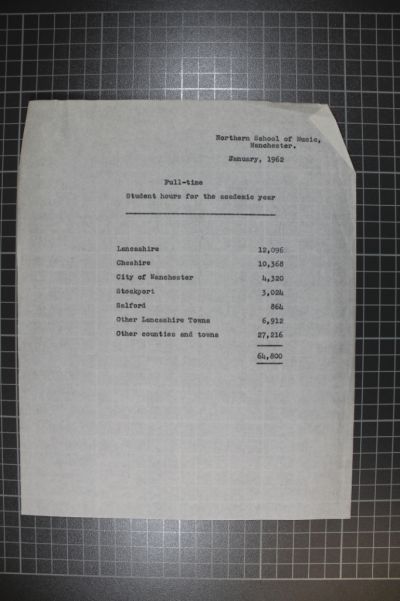 Northern School of Music,
Manchester.
January, 1962
Full-time
Student hours for the academic year
Lancashire 12,096
Cheshire 10,368
City of Manchester 4,320
Stockport 3,024
Salford 864
Other Lancashire Towns 6,912
Other counties and towns 27,216
64,800